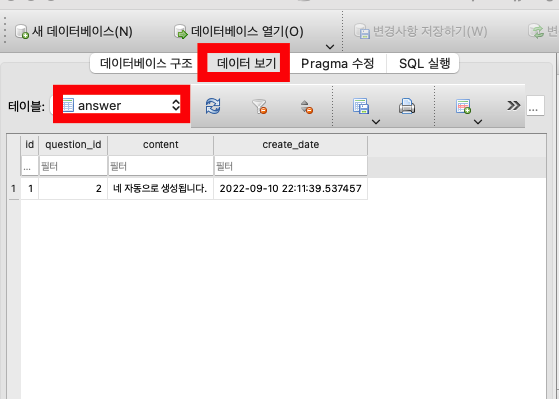 새 데이터베이스(N) 데이터베이스 열기(O) 변경사항 저장하기(W) 변
데이터베이스 구조 데이터 보기 Pragma 수정 SQL 실행
테이블: answer ...
id question_id content create_date
... 필터 필터 필터
1 1 2 네 자동으로 생성됩니다. 2022-09-10 22:11:39.537457